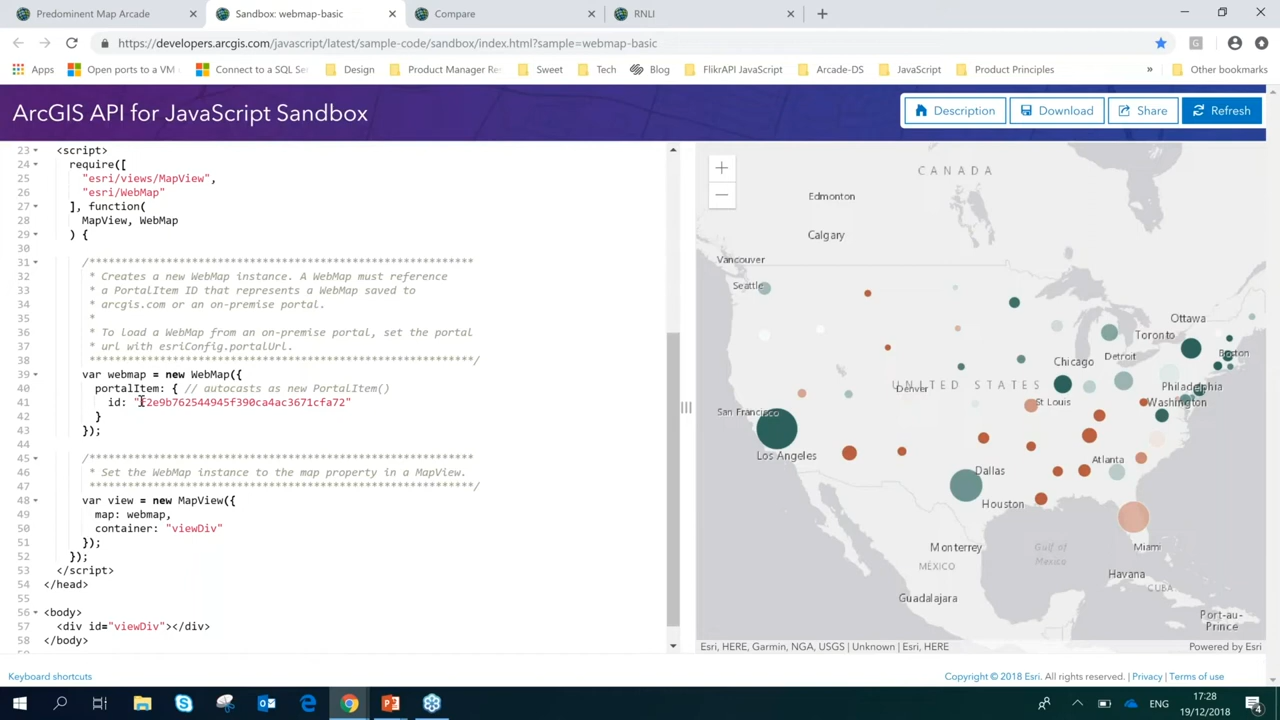 Predominent Map Arcade
Sandbox: webmap-basic
Compare
RNLI
https://developers.arcgis.com/javascript/latest/sample-code/sandbox/index.html?sample=webmap-basic
Apps
Open ports to a VM i
Connect to a SQL Se
Design
Product Manager Re
Sweet
Tech
Blog
FlikrAPI JavaScript
Arcade-DS
JavaScript
Product Principles
»
Other bookmarks
ArcGIS API for JavaScript Sandbox
Description
Download
Share
Refresh
23 <script>
24 require([
25 "esri/views/MapView",
26 "esri/WebMap"
27 ], function(
28 MapView, WebMap
29 ) {
30
31 /************************************************************
32 * Creates a new WebMap instance. A WebMap must reference
33 * a PortalItem ID that represents a WebMap saved to
34 * arcgis.com or an on-premise portal.
35 *
36 * To load a WebMap from an on-premise portal, set the portal
37 * url with esriConfig.portalUrl.
38 ************************************************************/
39 var webmap = new WebMap({
40 portalItem: { // autocasts as new PortalItem()
41 id: "f2e9b762544945f390ca4ac3671cfa72"
42 }
43 });
44
45 /************************************************************
46 * Set the WebMap instance to the map property in a MapView.
47 ************************************************************/
48 var view = new MapView({
49 map: webmap,
50 container: "viewDiv"
51 });
52 });
53 </script>
54 </head>
55
56 <body>
57 <div id="viewDiv"></div>
58 </body>
+
−
CANADA
Edmonton
Calgary
Vancouver
Seattle
Ottawa
Toronto
Boston
Chicago
Detroit
Denver
UNITED STATES
Philadelphia
Washington
St Louis
San Francisco
Los Angeles
Atlanta
Dallas
Houston
Monterrey
Gulf of
Mexico
Miami
MÉXICO
Havana
CUBA
Guadalajara
Port-au-
Prince
Esri, HERE, Garmin, NGA, USGS | Unknown | Esri, HERE
Powered by Esri
Keyboard shortcuts
Copyright © 2018 Esri. All rights reserved. | Privacy | Terms of use
ENG
17:28
19/12/2018
4